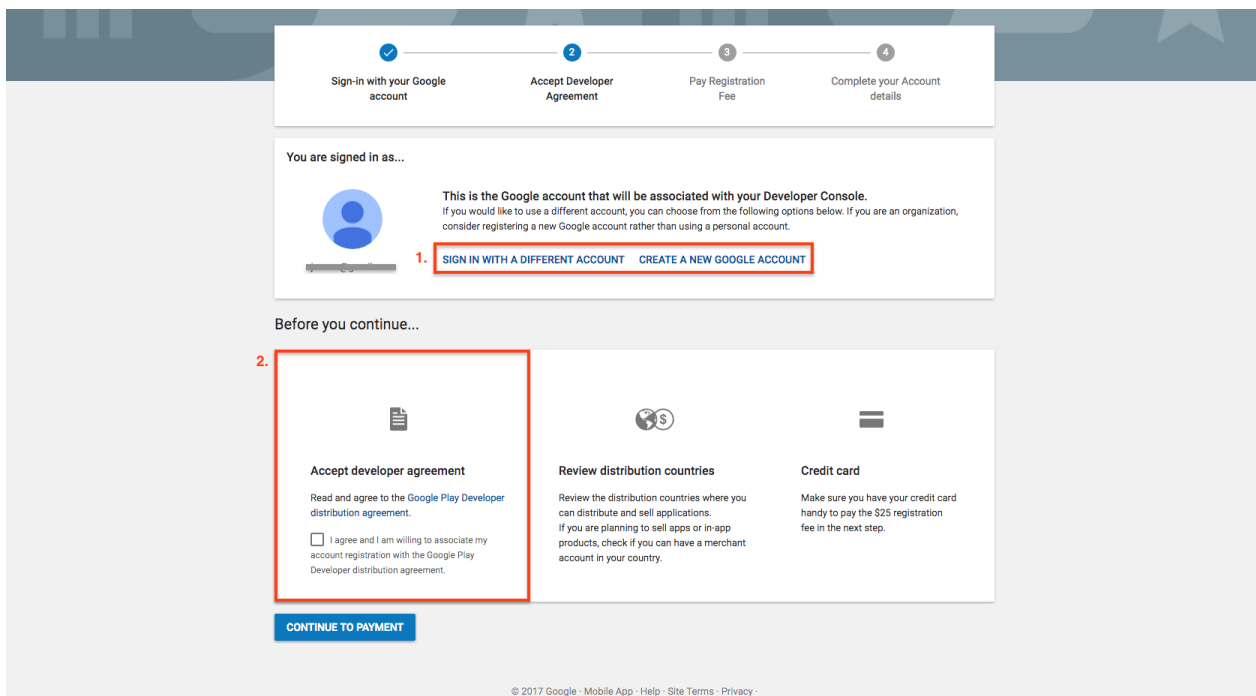 2
3
4
Sign-in with your Google
account
Accept Developer
Agreement
Pay Registration
Fee
Complete your Account
details
You are signed in as...
This is the Google account that will be associated with your Developer Console.
If you would like to use a different account, you can choose from the following options below. If you are an organization,
consider registering a new Google account rather than using a personal account.
1.
SIGN IN WITH A DIFFERENT ACCOUNT CREATE A NEW GOOGLE ACCOUNT
Before you continue...
2.
Accept developer agreement
Read and agree to the Google Play Developer
distribution agreement.
I agree and I am willing to associate my
account registration with the Google Play
Developer distribution agreement.
$
Review distribution countries
Review the distribution countries where you
can distribute and sell applications.
If you are planning to sell apps or in-app
products, check if you can have a merchant
account in your country.
Credit card
Make sure you have your credit card
handy to pay the $25 registration
fee in the next step.
CONTINUE TO PAYMENT
© 2017 Google · Mobile App · Help · Site Terms · Privacy ·